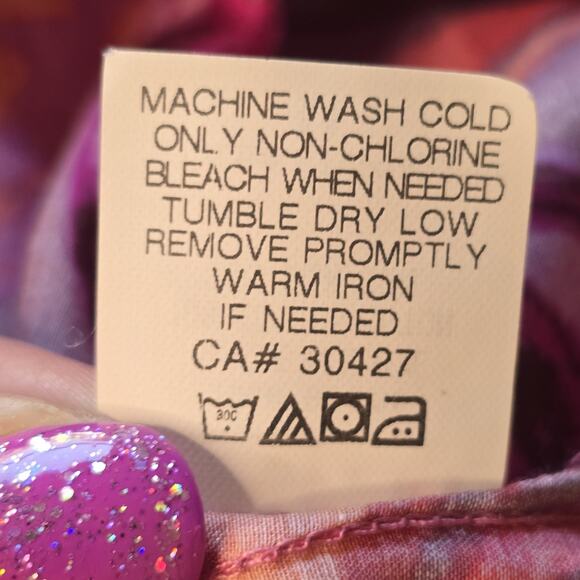 MACHINE WASH COLD
ONLY NON-CHLORINE
BLEACH WHEN NEEDED
TUMBLE DRY LOW
REMOVE PROMPTLY
WARM IRON
IF NEEDED
CA# 30427
30C